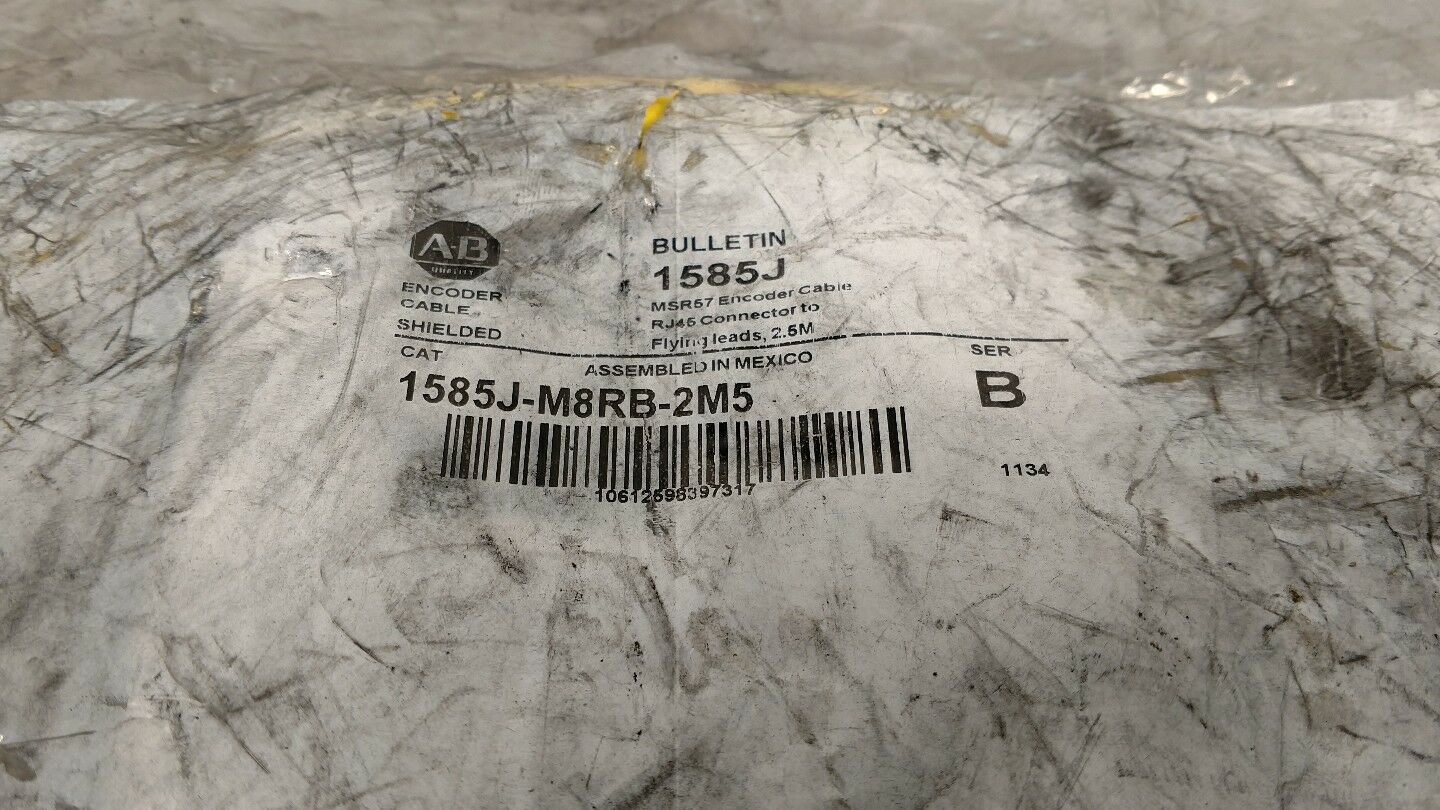 A-B
QUALITY
ENCODER
CABLE
SHIELDED
BULLETIN
1585J
MSR57 Encoder Cable
RJ45 Connector to
Flying leads, 2.5M
CAT
ASSEMBLED IN MEXICO
SER
1585J-M8RB-2M5
B
10612598397317
1134